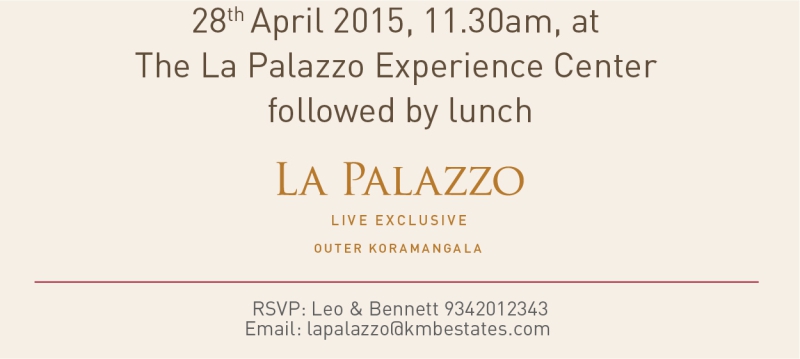 28th April 2015, 11.30am, at
The La Palazzo Experience Center
followed by lunch
LA PALAZZO
LIVE EXCLUSIVE
OUTER KORAMANGALA
RSVP: Leo & Bennett 9342012343
Email: lapalazzo@kmbestates.com